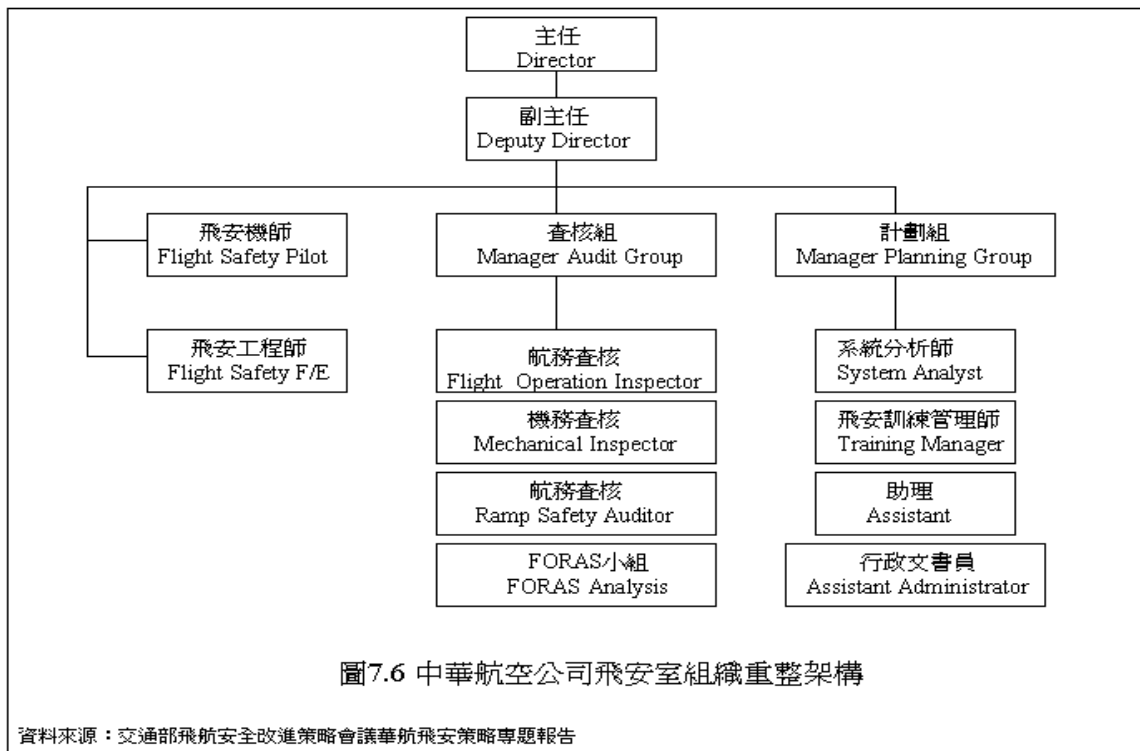 主任
Director
副主任
Deputy Director
飛安機師
Flight Safety Pilot
查核組
Manager Audit Group
計劃組
Manager Planning Group
飛安工程師
Flight Safety F/E
航務查核
Flight Operation Inspector
系統分析師
System Analyst
機務查核
Mechanical Inspector
飛安訓練管理師
Training Manager
航務查核
Ramp Safety Auditor
助理
Assistant
FORAS小組
FORAS Analysis
行政文書員
Assistant Administrator
圖7.6 中華航空公司飛安室組織重整架構
資料來源：交通部飛航安全改進策略會議華航飛安策略專題報告